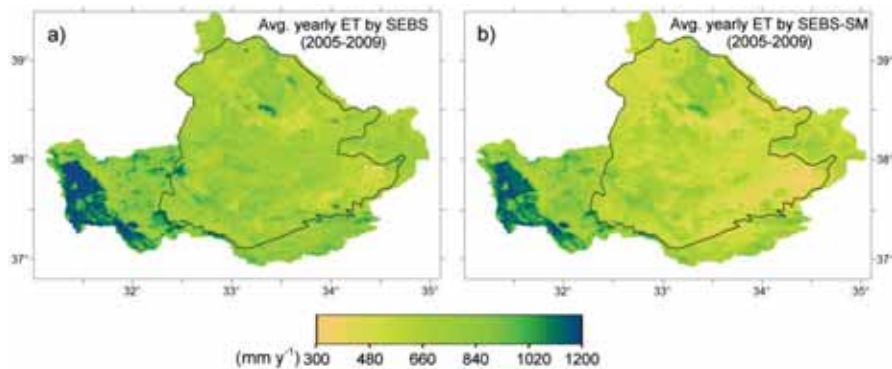 a)
Avg. yearly ET by SEBS
(2005-2009)
b)
Avg. yearly ET by SEBS-SM
(2005-2009)
39°
38°
37°
39°
38°
37°
32°
33°
34°
35°
32°
33°
34°
35°
(mm y⁻¹)
300 480 660 840 1020 1200